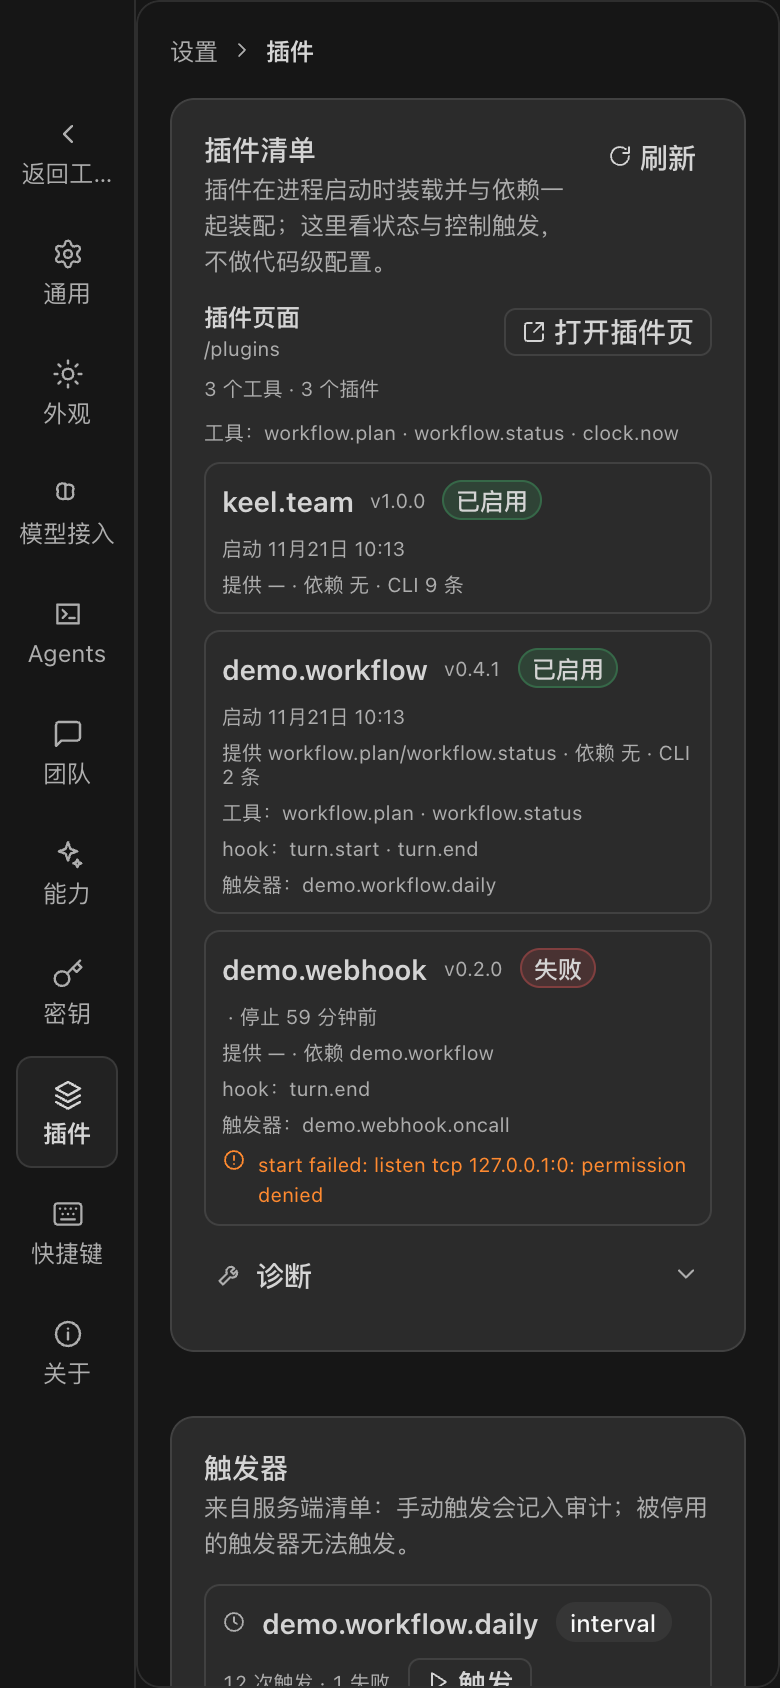 设置 > 插件
返回工...
通用
外观
模型接入
Agents
团队
能力
密钥
插件
快捷键
关于
插件清单
刷新
插件在进程启动时装载并与依赖一
起装配；这里看状态与控制触发，
不做代码级配置。
插件页面
/plugins
打开插件页
3 个工具 · 3 个插件
工具：workflow.plan · workflow.status · clock.now
keel.team v1.0.0 已启用
启动 11月21日 10:13
提供 — · 依赖 无 · CLI 9 条
demo.workflow v0.4.1 已启用
启动 11月21日 10:13
提供 workflow.plan/workflow.status · 依赖 无 · CLI
2 条
工具：workflow.plan · workflow.status
hook：turn.start · turn.end
触发器：demo.workflow.daily
demo.webhook v0.2.0 失败
· 停止 59 分钟前
提供 — · 依赖 demo.workflow
hook：turn.end
触发器：demo.webhook.oncall
start failed: listen tcp 127.0.0.1:0: permission
denied
诊断
触发器
来自服务端清单：手动触发会记入审计；被停用
的触发器无法触发。
demo.workflow.daily interval
12 次触发 · 1 失败 触发